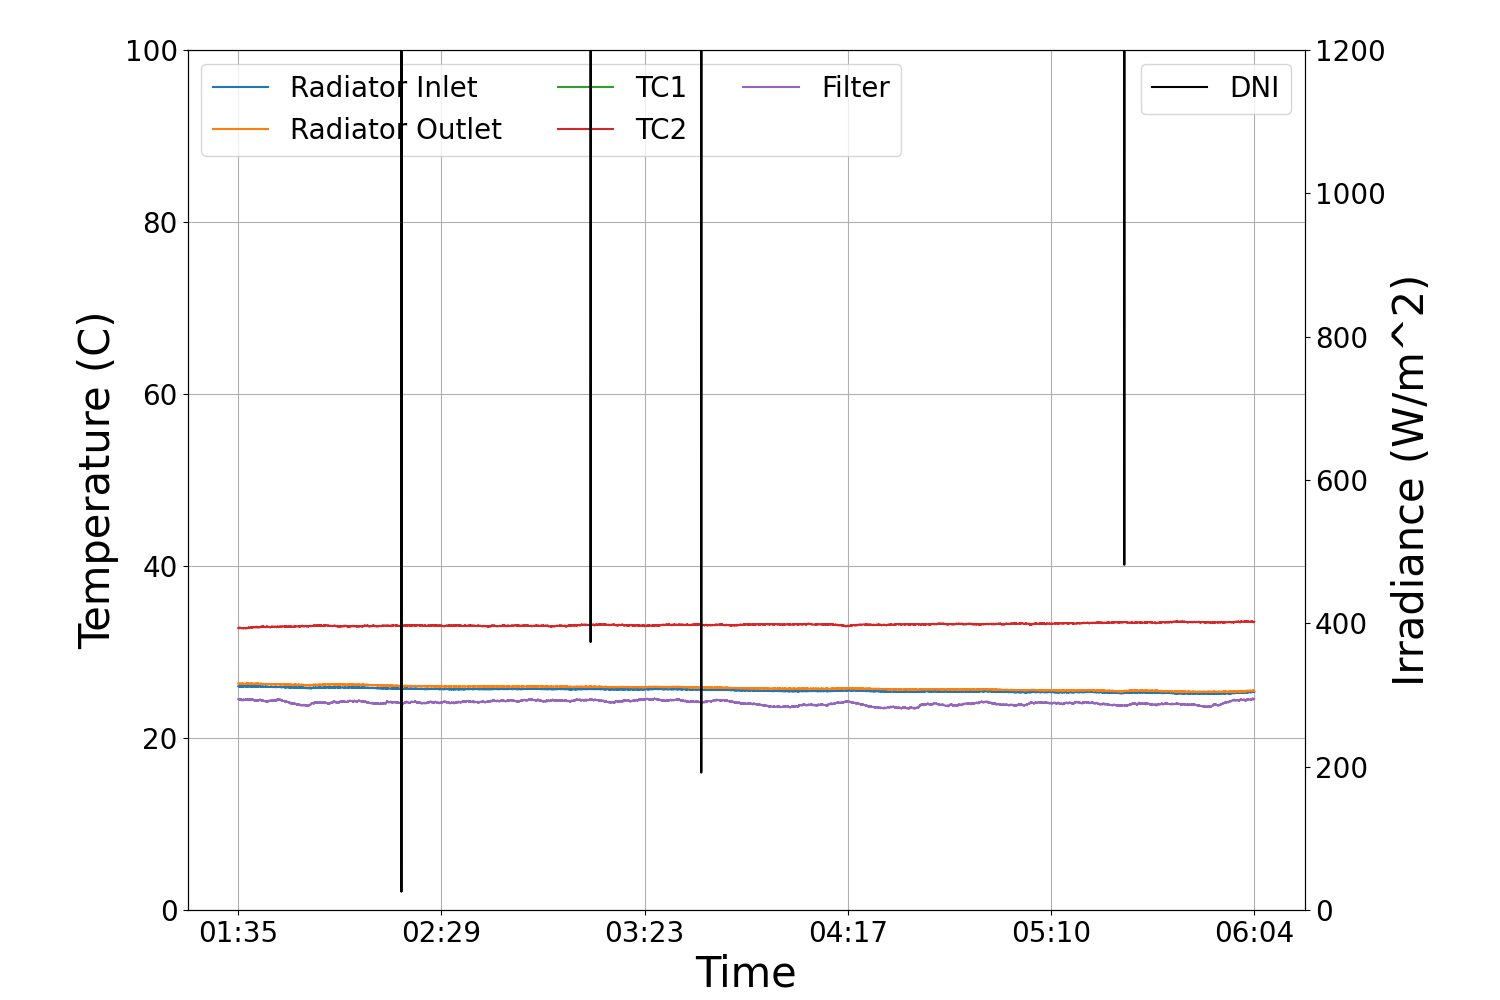 Radiator Inlet
Radiator Outlet
TC1
TC2
Filter
DNI
Temperature (C)
100
80
60
40
20
0
Irradiance (W/m^2)
1200
1000
800
600
400
200
0
01:35 02:29 03:23 04:17 05:10 06:04
Time